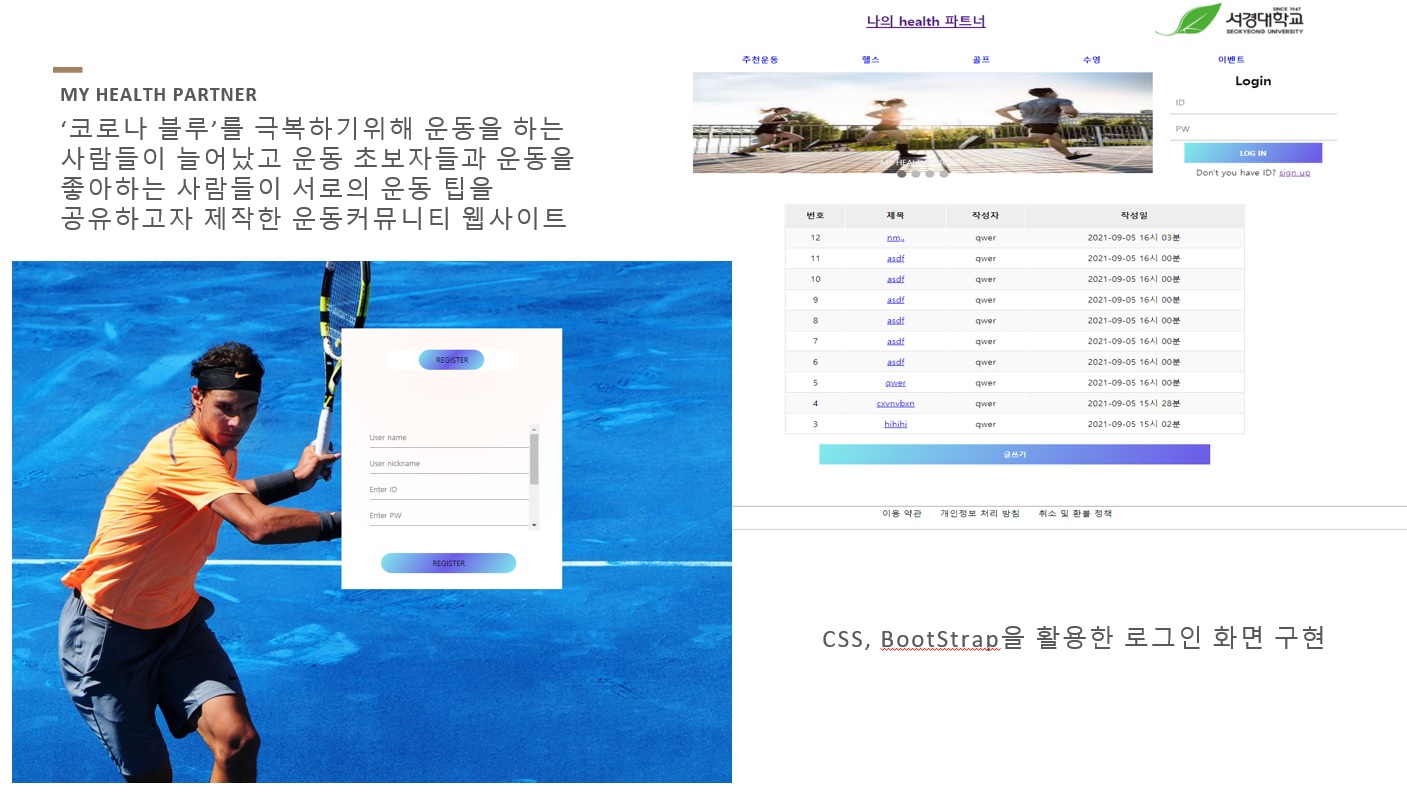 MY HEALTH PARTNER
‘코로나 블루’를 극복하기위해 운동을 하는
사람들이 늘어났고 운동 초보자들과 운동을
좋아하는 사람들이 서로의 운동 팁을
공유하고자 제작한 운동커뮤니티 웹사이트
REGISTER
User name
User nickname
Enter ID
Enter PW
REGISTER
나의 health 파트너
SINCE 1947
서경대학교
SEOKYEONG UNIVERSITY
추천운동 헬스 골프 수영 이벤트
Login
ID
PW
LOG IN
Don't you have ID? sign up
MY HEAL
번호 제목 작성자 작성일
12 nm,, qwer 2021-09-05 16시 03분
11 asdf qwer 2021-09-05 16시 00분
10 asdf qwer 2021-09-05 16시 00분
9 asdf qwer 2021-09-05 16시 00분
8 asdf qwer 2021-09-05 16시 00분
7 asdf qwer 2021-09-05 16시 00분
6 asdf qwer 2021-09-05 16시 00분
5 qwer qwer 2021-09-05 16시 00분
4 cxvnvbxn qwer 2021-09-05 15시 28분
3 hihihi qwer 2021-09-05 15시 02분
글쓰기
이용 약관 개인정보 처리 방침 취소 및 환불 정책
CSS, BootStrap을 활용한 로그인 화면 구현